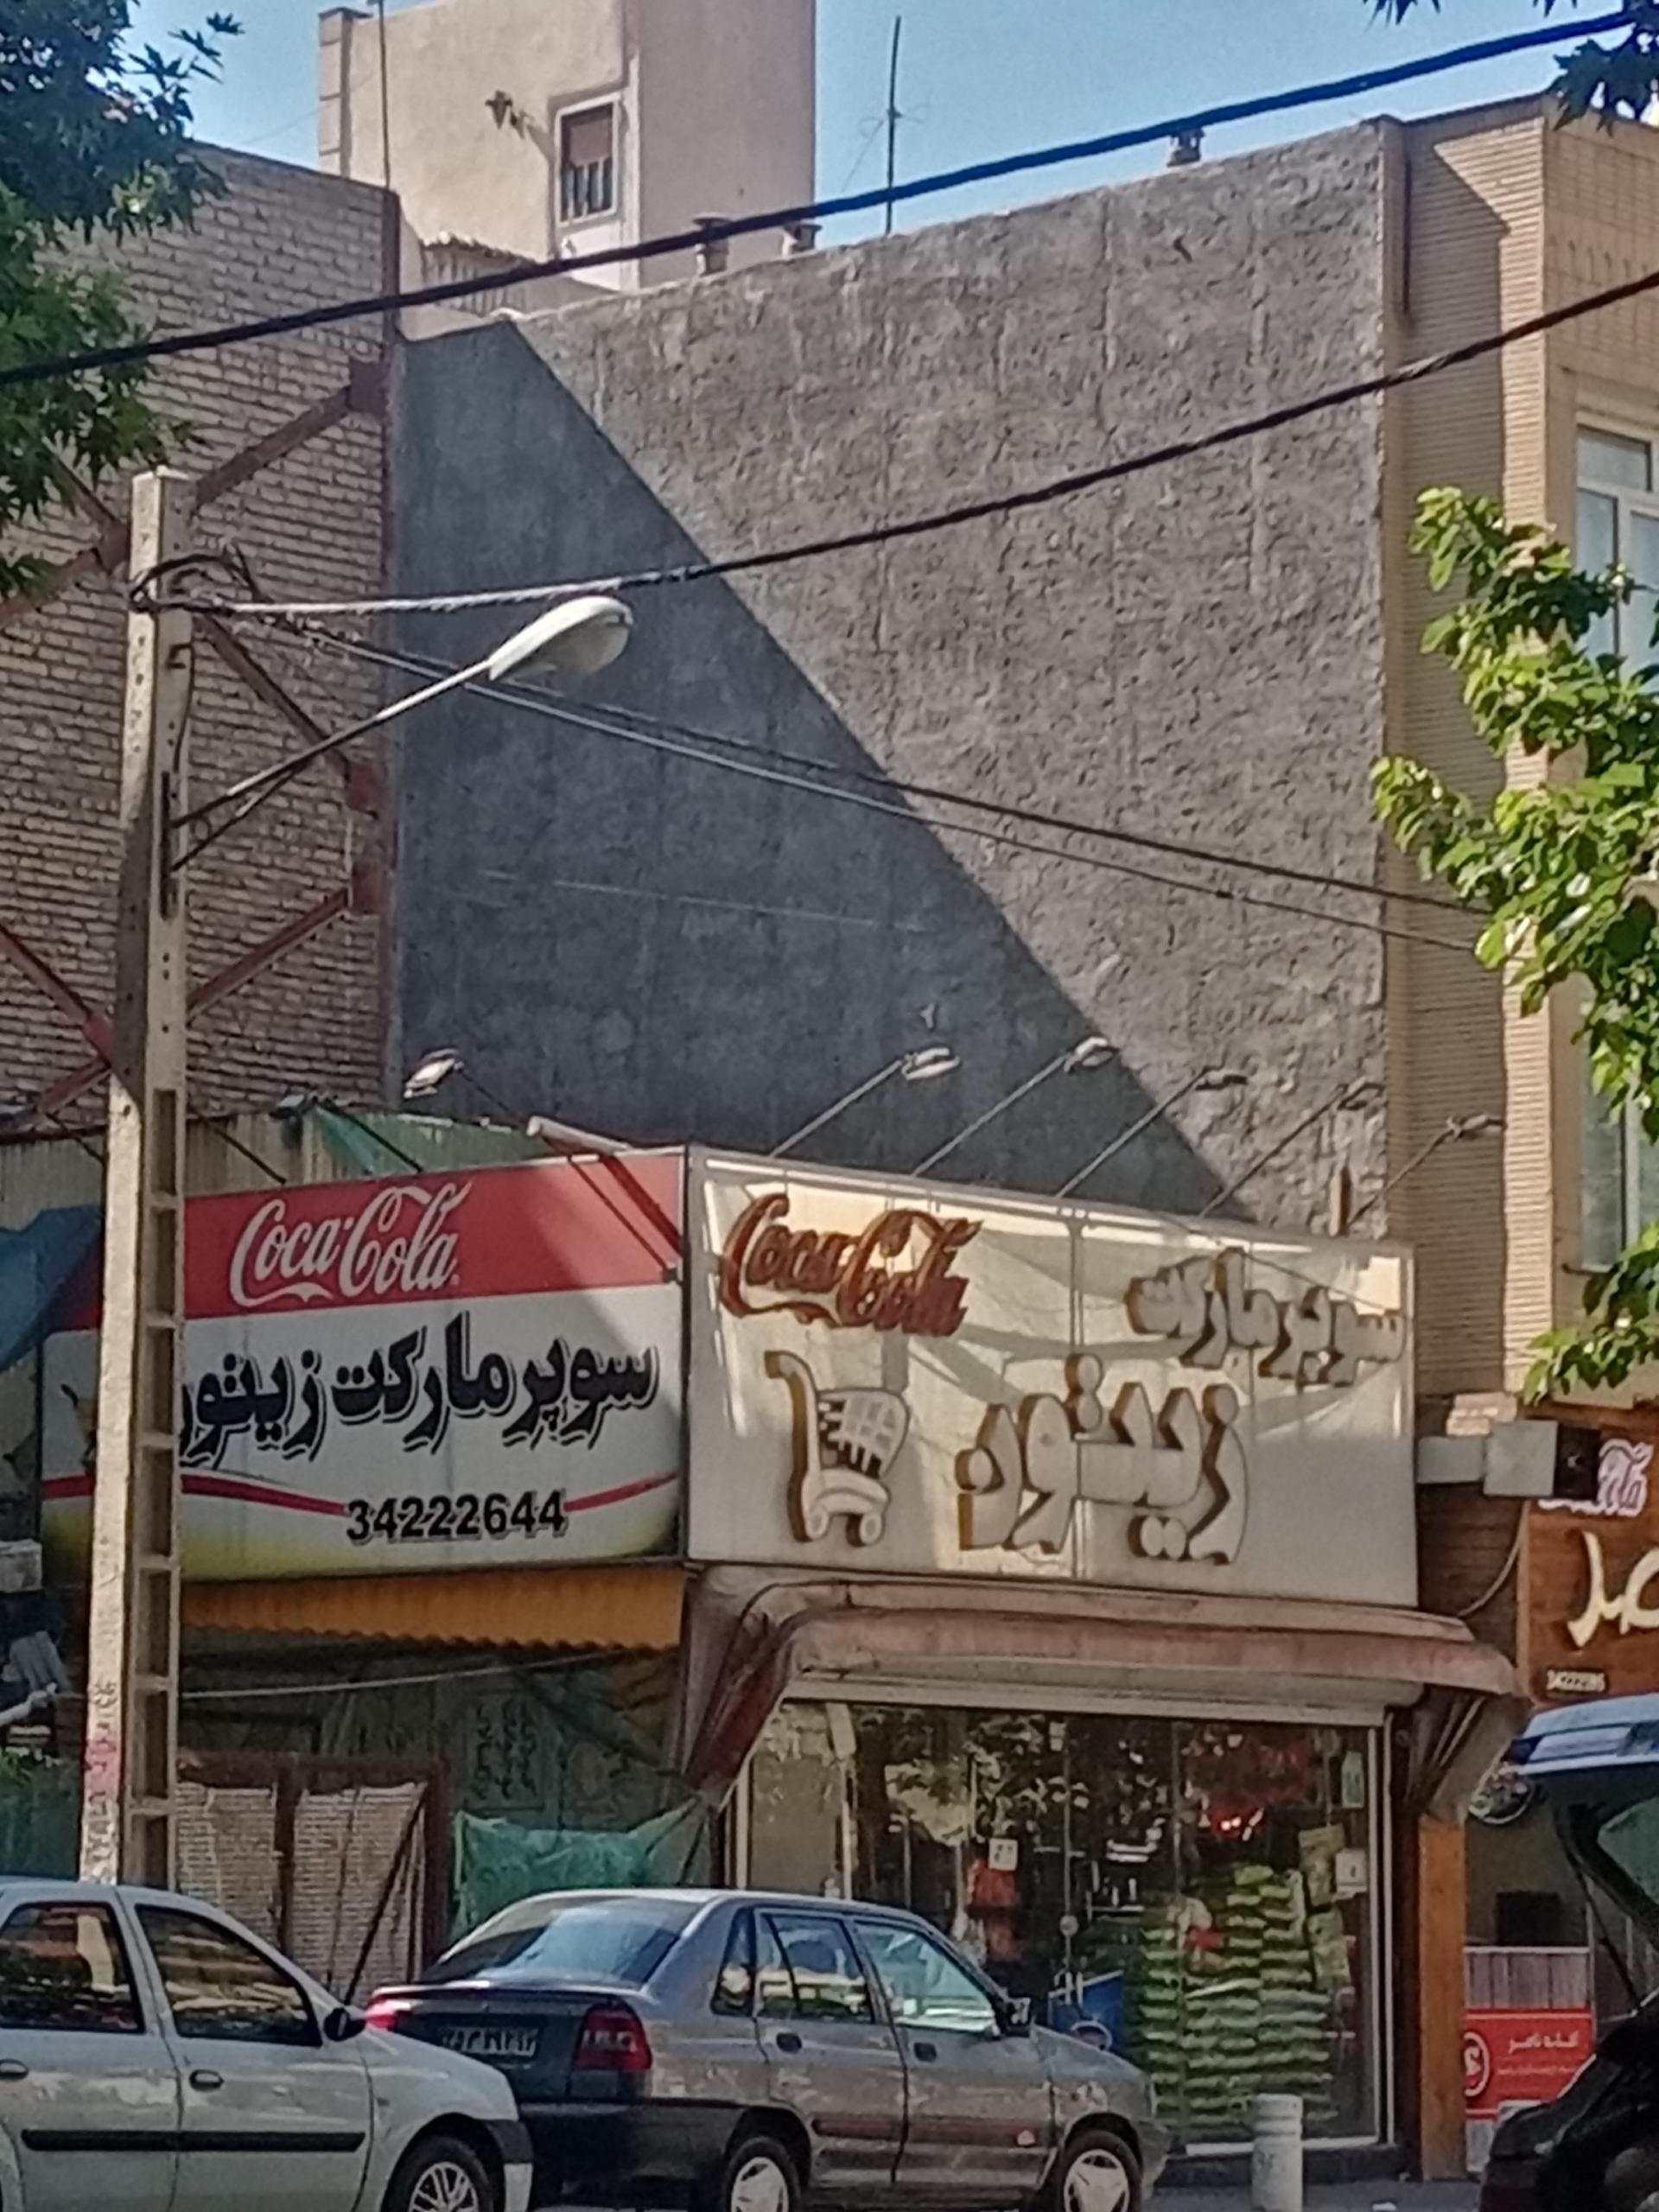 Coca-Cola
سوپر مارکت زیتون
34222644
Coca-Cola
سوپر مارکت
زیتون